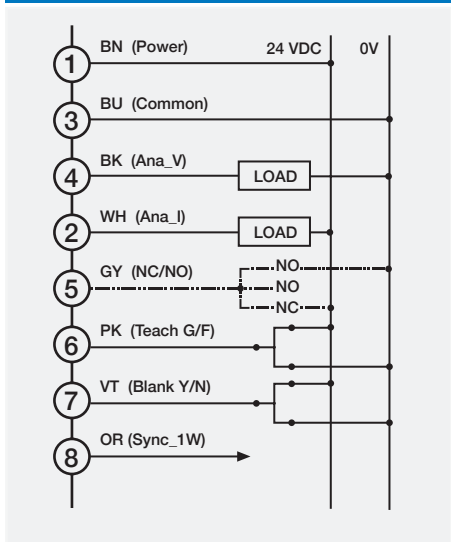 24 VDC 0V
1 BN (Power)
3 BU (Common)
4 BK (Ana_V) LOAD
2 WH (Ana_I) LOAD
5 GY (NC/NO) NO
NO
NC
6 PK (Teach G/F)
7 VT (Blank Y/N)
8 OR (Sync_1W)